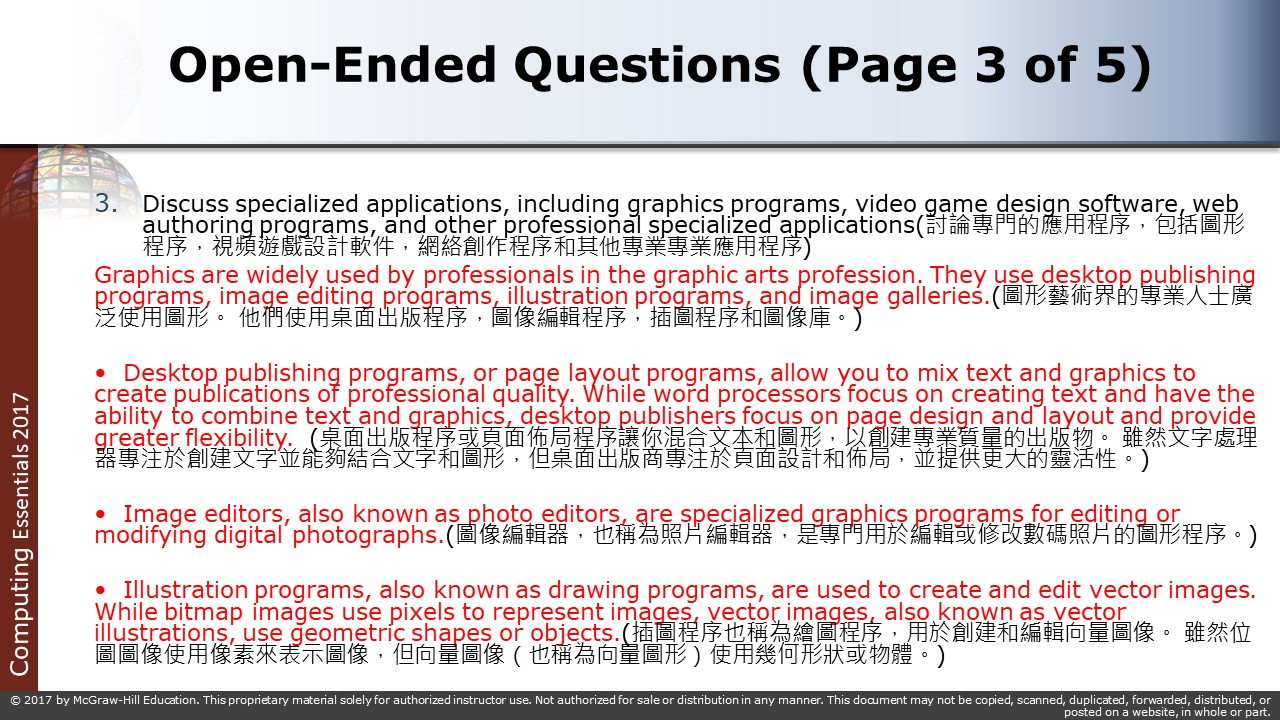 Open-Ended Questions (Page 3 of 5)
3. Discuss specialized applications, including graphics programs, video game design software, web
authoring programs, and other professional specialized applications(討論專門的應用程序，包括圖形
程序，視頻遊戲設計軟件，網絡創作程序和其他專業專業應用程序)
Graphics are widely used by professionals in the graphic arts profession. They use desktop publishing
programs, image editing programs, illustration programs, and image galleries.(圖形藝術界的專業人士廣
泛使用圖形。 他們使用桌面出版程序，圖像編輯程序，插圖程序和圖像庫。)
• Desktop publishing programs, or page layout programs, allow you to mix text and graphics to
create publications of professional quality. While word processors focus on creating text and have the
ability to combine text and graphics, desktop publishers focus on page design and layout and provide
greater flexibility. (桌面出版程序或頁面佈局程序讓你混合文本和圖形，以創建專業質量的出版物。 雖然文字處理
器專注於創建文字並能夠結合文字和圖形，但桌面出版商專注於頁面設計和佈局，並提供更大的靈活性。)
• Image editors, also known as photo editors, are specialized graphics programs for editing or
modifying digital photographs.(圖像編輯器，也稱為照片編輯器，是專門用於編輯或修改數碼照片的圖形程序。)
• Illustration programs, also known as drawing programs, are used to create and edit vector images.
While bitmap images use pixels to represent images, vector images, also known as vector
illustrations, use geometric shapes or objects.(插圖程序也稱為繪圖程序，用於創建和編輯向量圖像。 雖然位
圖圖像使用像素來表示圖像，但向量圖像（也稱為向量圖形）使用幾何形狀或物體。)
Computing Essentials 2017
© 2017 by McGraw-Hill Education. This proprietary material solely for authorized instructor use. Not authorized for sale or distribution in any manner. This document may not be copied, scanned, duplicated, forwarded, distributed, or
posted on a website, in whole or part.